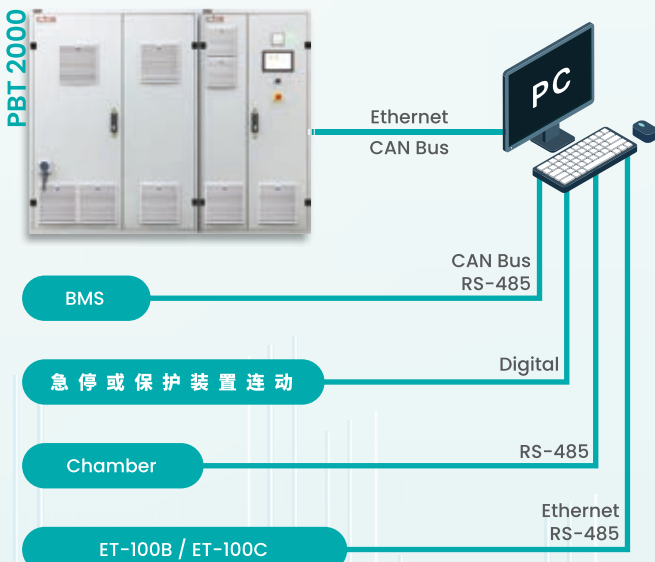 PBT 2000
PC
Ethernet
CAN Bus
CAN Bus
RS-485
BMS
Digital
急停或保护装置连动
RS-485
Chamber
Ethernet
RS-485
ET-100B / ET-100C